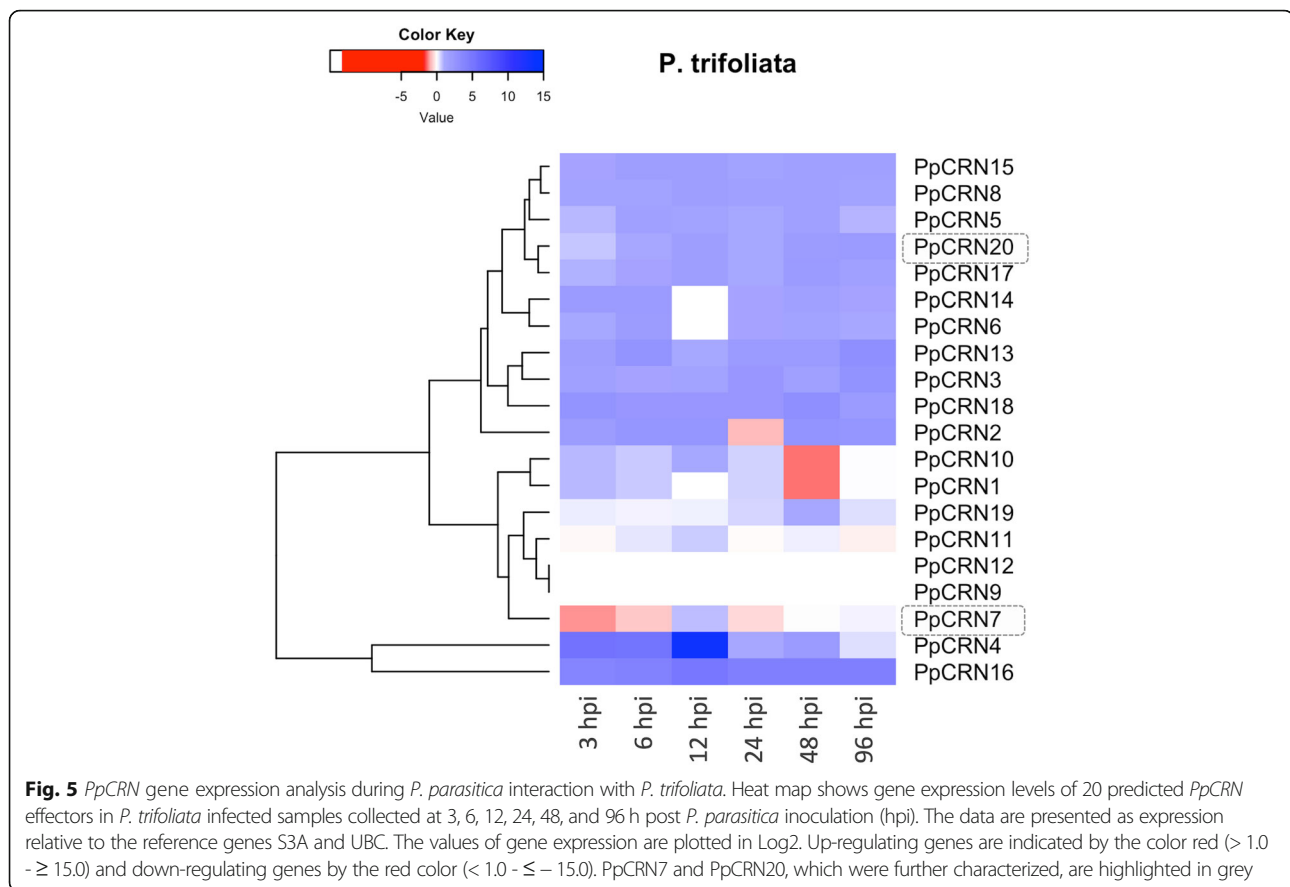 Color Key
-5 0 5 10 15
Value
P. trifoliata
PpCRN15
PpCRN8
PpCRN5
PpCRN20
PpCRN17
PpCRN14
PpCRN6
PpCRN13
PpCRN3
PpCRN18
PpCRN2
PpCRN10
PpCRN1
PpCRN19
PpCRN11
PpCRN12
PpCRN9
PpCRN7
PpCRN4
PpCRN16
3 hpi
6 hpi
12 hpi
24 hpi
48 hpi
96 hpi
Fig. 5 PpCRN gene expression analysis during P. parasitica interaction with P. trifoliata. Heat map shows gene expression levels of 20 predicted PpCRN
effectors in P. trifoliata infected samples collected at 3, 6, 12, 24, 48, and 96 h post P. parasitica inoculation (hpi). The data are presented as expression
relative to the reference genes S3A and UBC. The values of gene expression are plotted in Log2. Up-regulating genes are indicated by the color red (> 1.0
- ≥ 15.0) and down-regulating genes by the red color (< 1.0 - ≤ − 15.0). PpCRN7 and PpCRN20, which were further characterized, are highlighted in grey